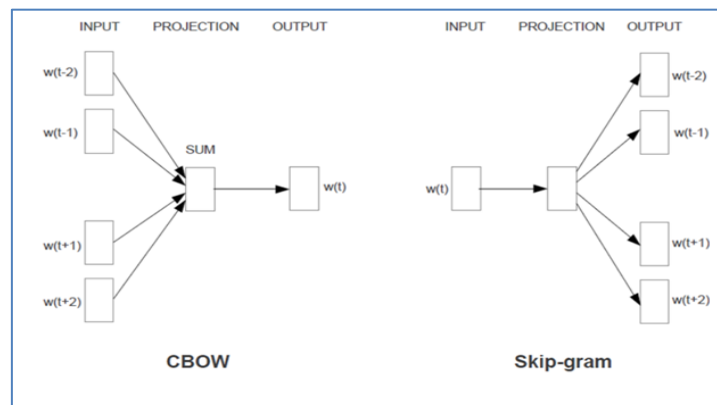 INPUT PROJECTION OUTPUT
w(t-2)
w(t-1)
SUM
w(t)
w(t+1)
w(t+2)
CBOW
INPUT PROJECTION OUTPUT
w(t-2)
w(t-1)
w(t)
w(t+1)
w(t+2)
Skip-gram